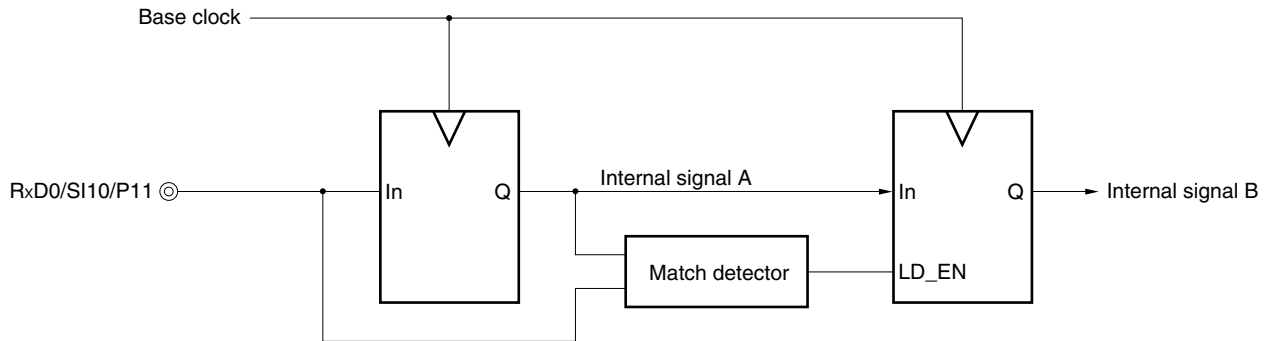 Base clock
RxD0/SI10/P11
In
Q
Internal signal A
In
Q
Internal signal B
Match detector
LD_EN